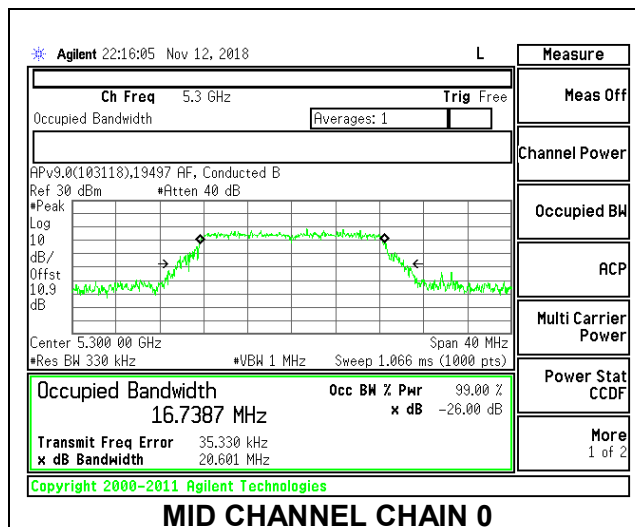 Agilent 22:16:05 Nov 12, 2018 L
Measure
Ch Freq 5.3 GHz Trig Free
Occupied Bandwidth Averages: 1
APv9.0(103118),19497 AF, Conducted B
Ref 30 dBm #Atten 40 dB
#Peak
Log
10
dB/
Offst
10.9
dB
Center 5.300 00 GHz Span 40 MHz
#Res BW 330 kHz #VBW 1 MHz Sweep 1.066 ms (1000 pts)
Occupied Bandwidth Occ BW % Pwr 99.00 %
16.7387 MHz x dB -26.00 dB
Transmit Freq Error 35.330 kHz
x dB Bandwidth 20.601 MHz
Copyright 2000-2011 Agilent Technologies
Meas Off
Channel Power
Occupied BW
ACP
Multi Carrier
Power
Power Stat
CCDF
More
1 of 2
MID CHANNEL CHAIN 0